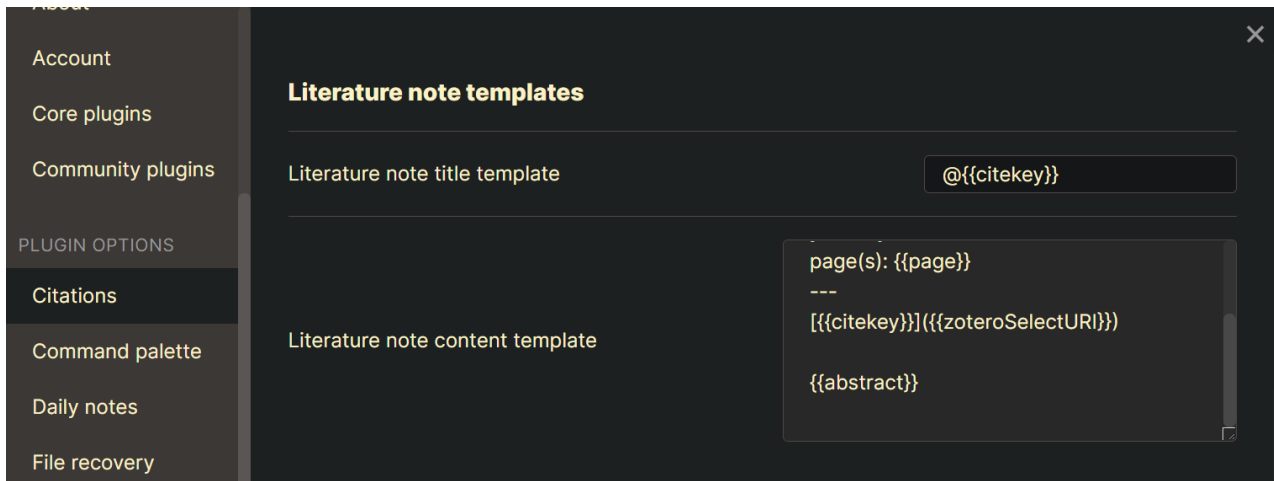 About
Account
Core plugins
Community plugins
PLUGIN OPTIONS
Citations
Command palette
Daily notes
File recovery
Literature note templates
Literature note title template
@{{citekey}}
Literature note content template
page(s): {{page}}
---
[{{citekey}}]({{zoteroSelectURI}})
{{abstract}}